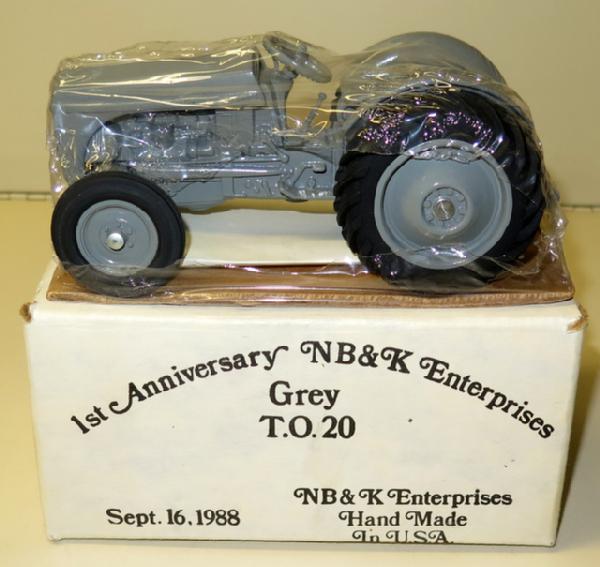 1st Anniversary NB&K Enterprises
Grey
T.O.20
Sept. 16, 1988
NB & K Enterprises
Hand Made
In U.S.A.